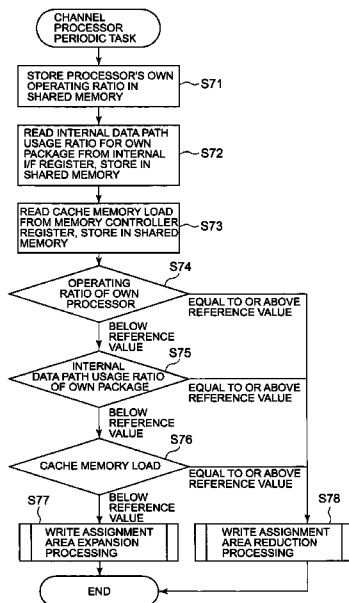 CHANNEL
PROCESSOR
PERIODIC TASK
STORE PROCESSOR'S OWN
OPERATING RATIO IN
SHARED MEMORY
S71
READ INTERNAL DATA PATH
USAGE RATIO FOR OWN
PACKAGE FROM INTERNAL
I/F REGISTER, STORE IN
SHARED MEMORY
S72
READ CACHE MEMORY LOAD
FROM MEMORY CONTROLLER
REGISTER, STORE IN SHARED
MEMORY
S73
S74
OPERATING
RATIO OF OWN
PROCESSOR
EQUAL TO OR ABOVE
REFERENCE VALUE
BELOW
REFERENCE
VALUE
S75
INTERNAL
DATA PATH USAGE RATIO
OF OWN PACKAGE
EQUAL TO OR ABOVE
REFERENCE VALUE
BELOW
REFERENCE
VALUE
S76
CACHE MEMORY LOAD
EQUAL TO OR ABOVE
REFERENCE VALUE
BELOW
REFERENCE
VALUE
S77
WRITE ASSIGNMENT
AREA EXPANSION
PROCESSING
S78
WRITE ASSIGNMENT
AREA REDUCTION
PROCESSING
END